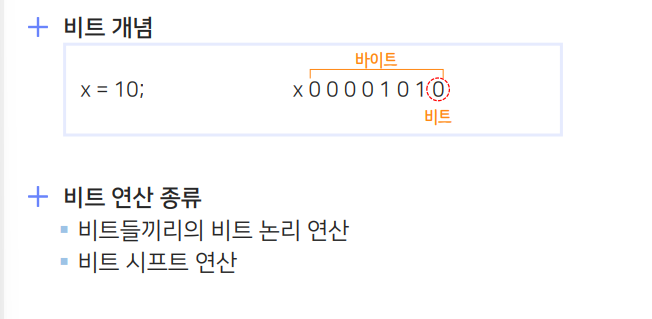 비트 개념
바이트
x = 10; x 0 0 0 0 1 0 1 0
비트
비트 연산 종류
비트들끼리의 비트 논리 연산
비트 시프트 연산